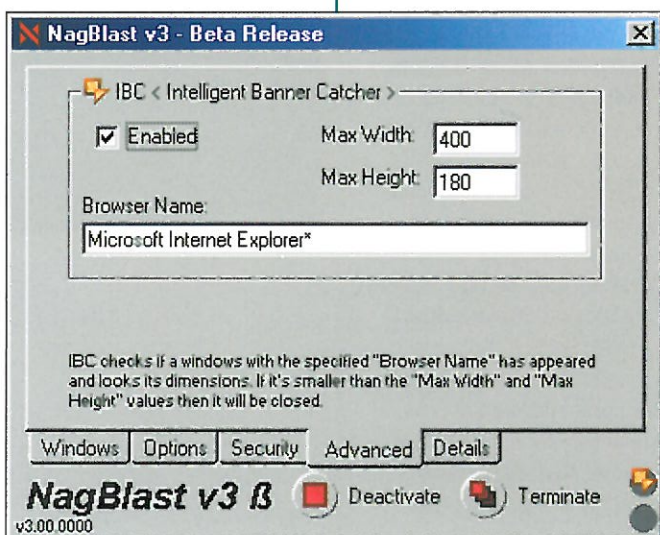 NagBlast v3 - Beta Release
IBC < Intelligent Banner Catcher >
Enabled
Max Width: 400
Max Height: 180
Browser Name:
Microsoft Internet Explorer*
IBC checks if a windows with the specified "Browser Name" has appeared
and looks its dimensions. If it's smaller than the "Max Width" and "Max
Height" values then it will be closed.
Windows Options Security Advanced Details
NagBlast v3 ß Deactivate Terminate
v3.00.0000